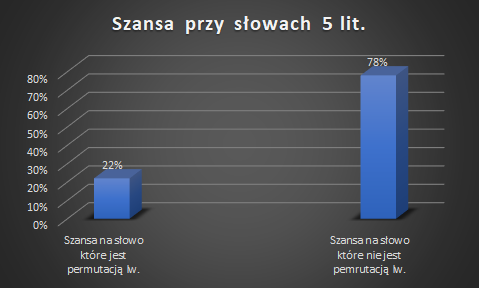 Szansa przy słowach 5 lit.
80%
70%
60%
50%
40%
30%
20%
10%
0%
22%
78%
Szansa na słowo
które jest
permutacją lw.
Szansa na słowo
które nie jest
pemrutacją lw.